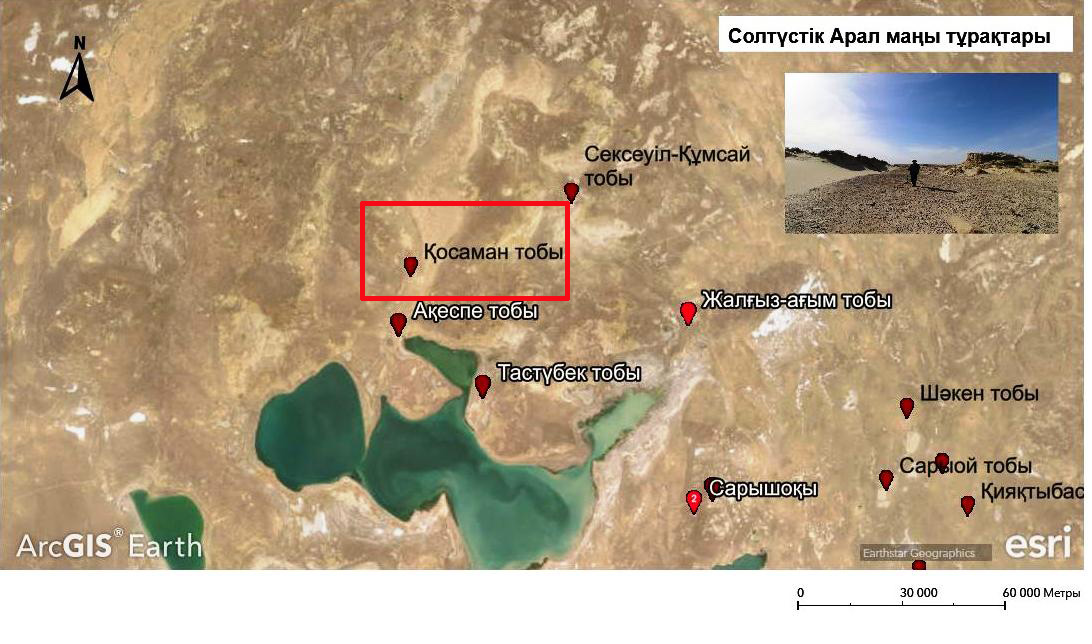 N
Солтүстік Арал маңы тұрақтары
Сексеуіл-Құмсай
тобы
Қосаман тобы
Жалғыз-ағым тобы
Ақеспе тобы
Тастүбек тобы
Шәкен тобы
Сарыой тобы
Қияқтыбас
2
Сарышоқы
ArcGIS® Earth
Earthstar Geographics
esri
0 30 000 60 000 Метры